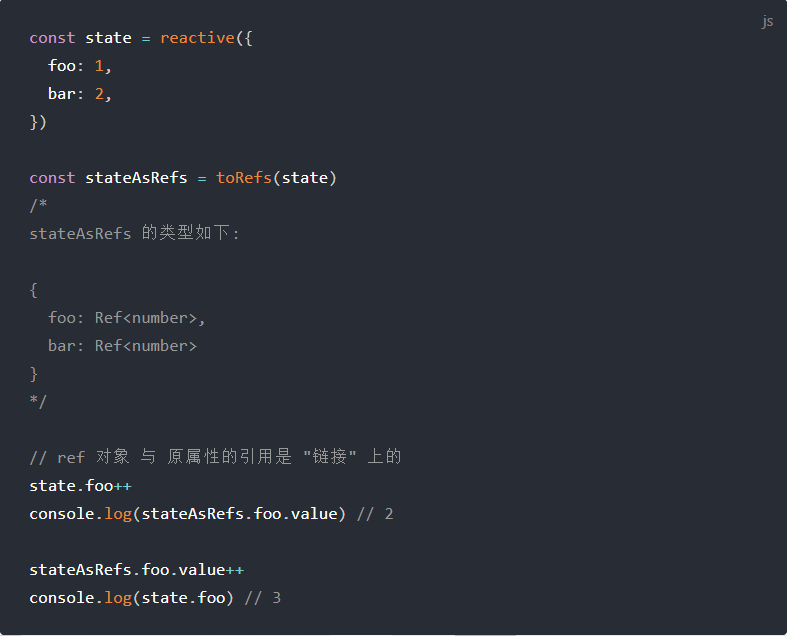 js
const state = reactive({
  foo: 1,
  bar: 2,
})

const stateAsRefs = toRefs(state)
/*
stateAsRefs 的类型如下:

{
  foo: Ref<number>,
  bar: Ref<number>
}
*/

// ref 对象 与 原属性的引用是 "链接" 上的
state.foo++
console.log(stateAsRefs.foo.value) // 2

stateAsRefs.foo.value++
console.log(state.foo) // 3